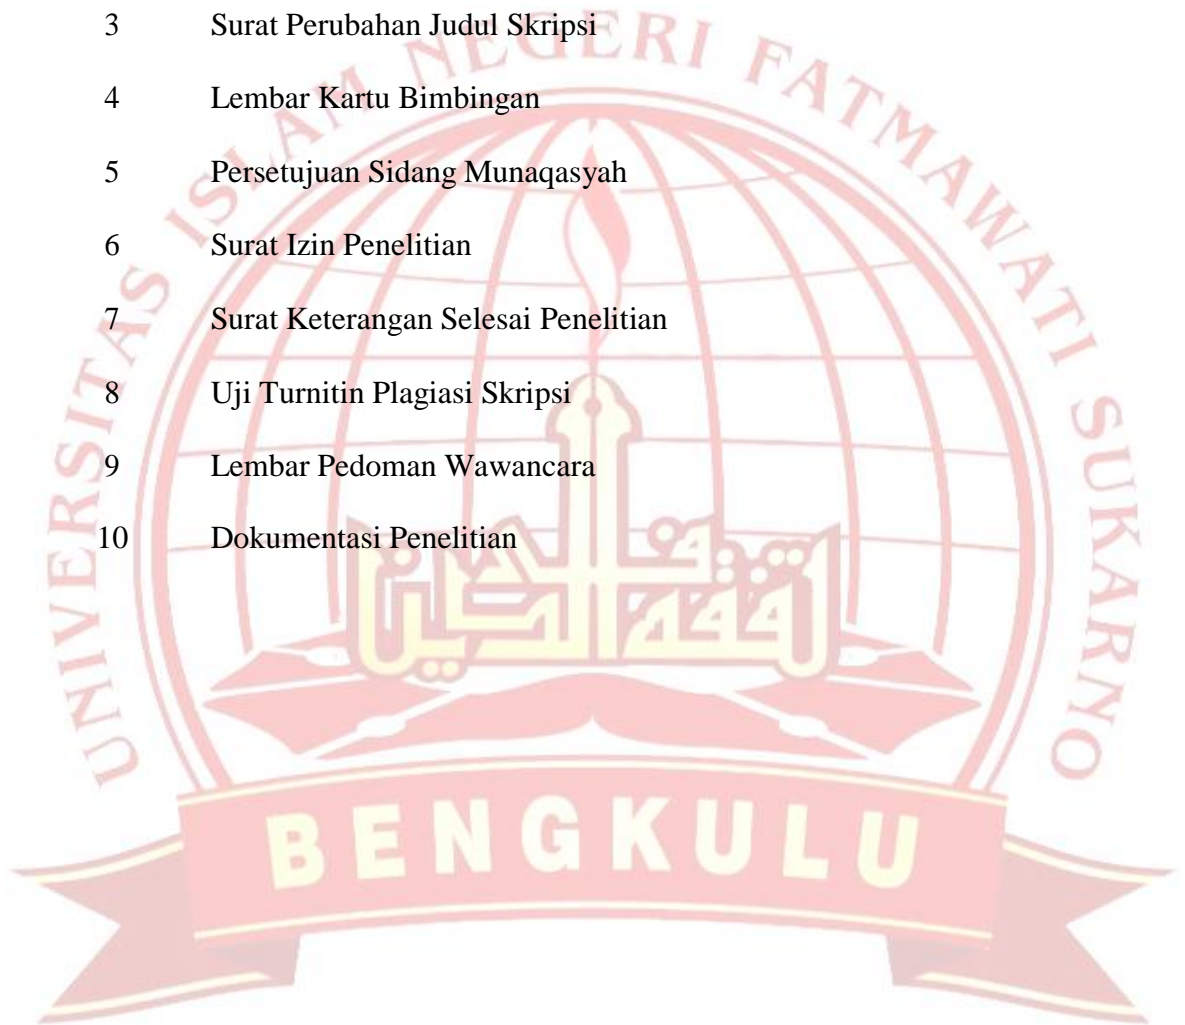 3 Surat Perubahan Judul Skripsi
4 Lembar Kartu Bimbingan
5 Persetujuan Sidang Munaqasyah
6 Surat Izin Penelitian
7 Surat Keterangan Selesai Penelitian
8 Uji Turnitin Plagiasi Skripsi
9 Lembar Pedoman Wawancara
10 Dokumentasi Penelitian
UNIVERSITAS ISLAM NEGERI FATMAWATI SUKARNO
BENGKULU